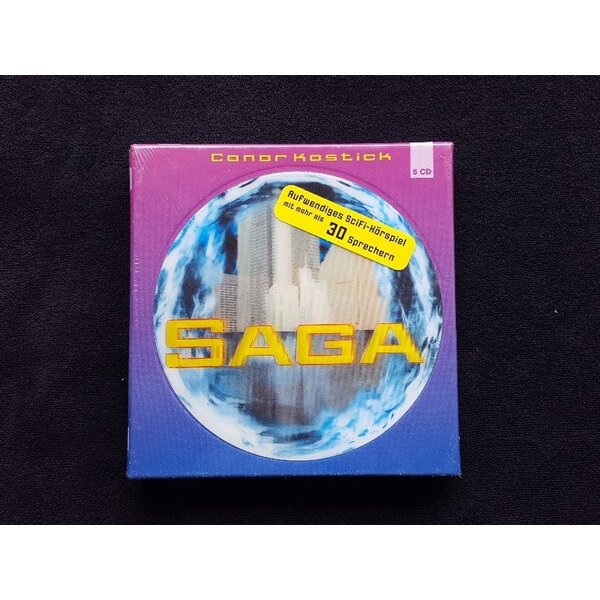 Conor Kostick
5 CD
Aufwendiges SciFi-Hörspiel
mit mehr als
30 Sprechern
SAGA